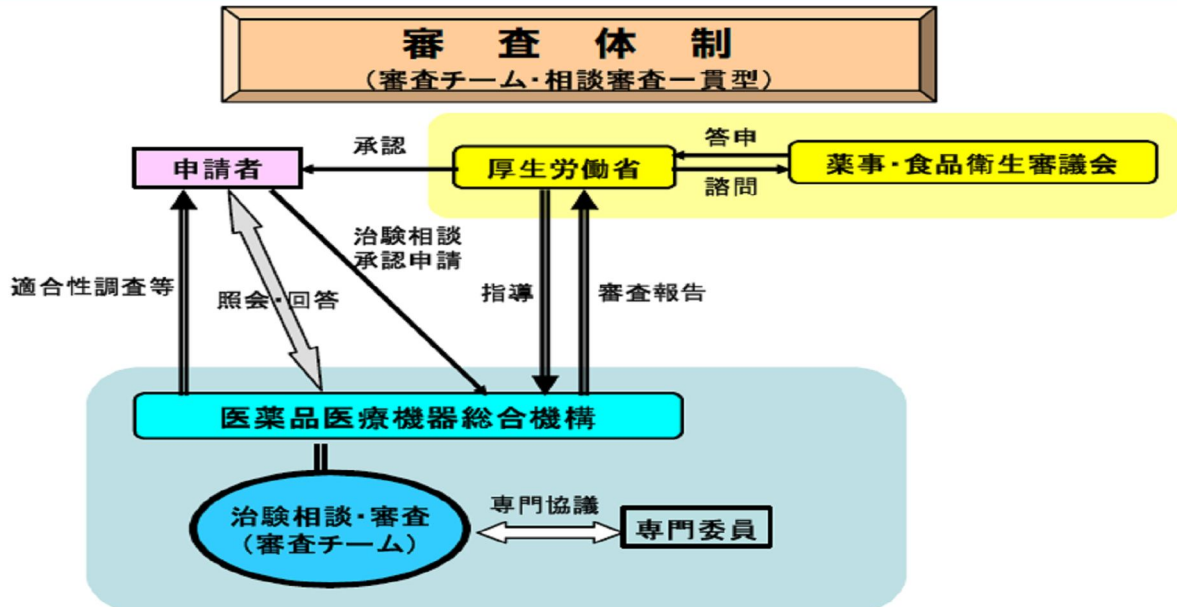 審査体制
（審査チーム・相談審査一貫型）
承認
答申
申請者
厚生労働省
薬事・食品衛生審議会
諮問
治験相談
承認申請
適合性調査等
照会・回答
指導
審査報告
医薬品医療機器総合機構
専門協議
治験相談・審査
（審査チーム）
専門委員